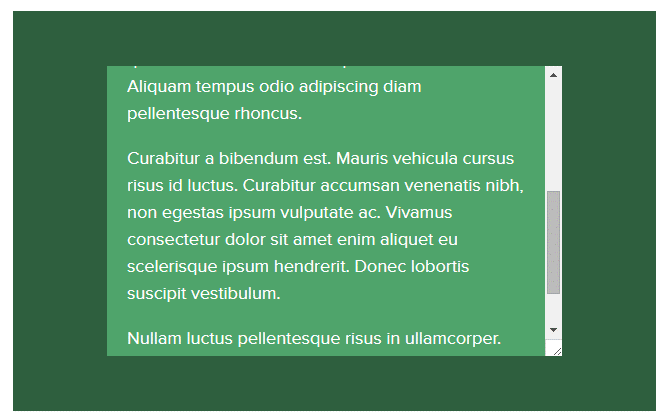 Aliquam tempus odio adipiscing diam
pellentesque rhoncus.
Curabitur a bibendum est. Mauris vehicula cursus
risus id luctus. Curabitur accumsan venenatis nibh,
non egestas ipsum vulputate ac. Vivamus
consectetur dolor sit amet enim aliquet eu
scelerisque ipsum hendrerit. Donec lobortis
suscipit vestibulum.
Nullam luctus pellentesque risus in ullamcorper.